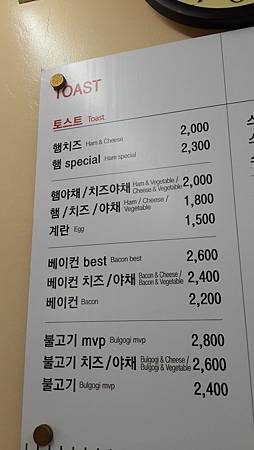 TOAST
토스트 Toast
햄치즈 Ham & Cheese 2,000
햄 special Ham special 2,300
햄야채/치즈야채 Ham & Vegetable / Cheese & Vegetable 2,000
햄/치즈/야채 Ham / Cheese / Vegetable 1,800
계란 Egg 1,500
베이컨 best Bacon best 2,600
베이컨 치즈/야채 Bacon & Cheese / Bacon & Vegetable 2,400
베이컨 Bacon 2,200
불고기 mvp Bulgogi mvp 2,800
불고기 치즈/야채 Bulgogi & Cheese / Bulgogi & Vegetable 2,600
불고기 Bulgogi mvp 2,400